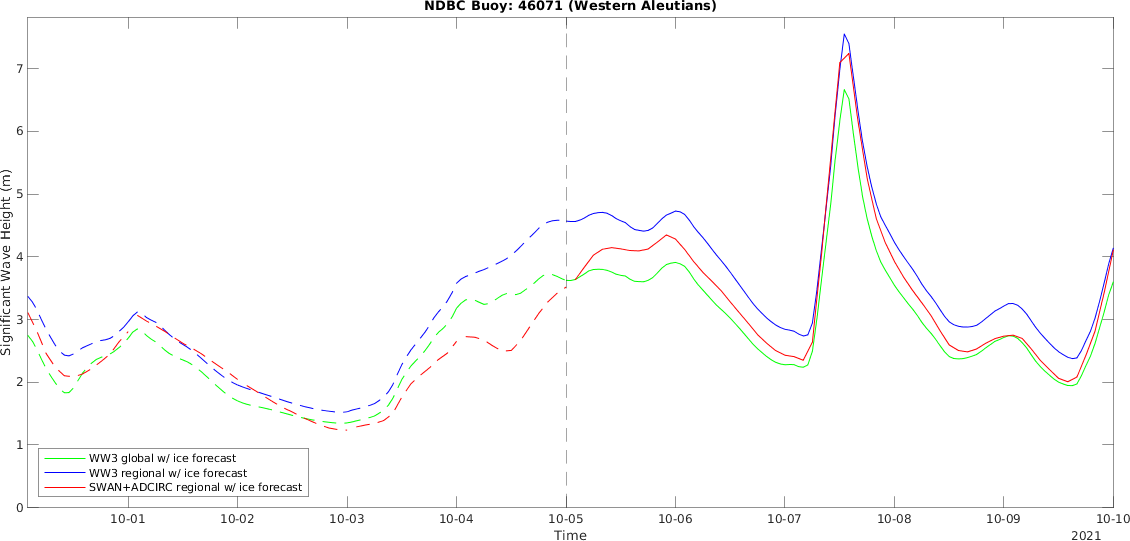 NDBC Buoy: 46071 (Western Aleutians)
7
6
5
4
3
2
1
0
Significant Wave Height (m)
WW3 global w/ ice forecast
WW3 regional w/ ice forecast
SWAN+ADCIRC regional w/ ice forecast
10-01 10-02 10-03 10-04 10-05 10-06 10-07 10-08 10-09 10-10
Time
2021